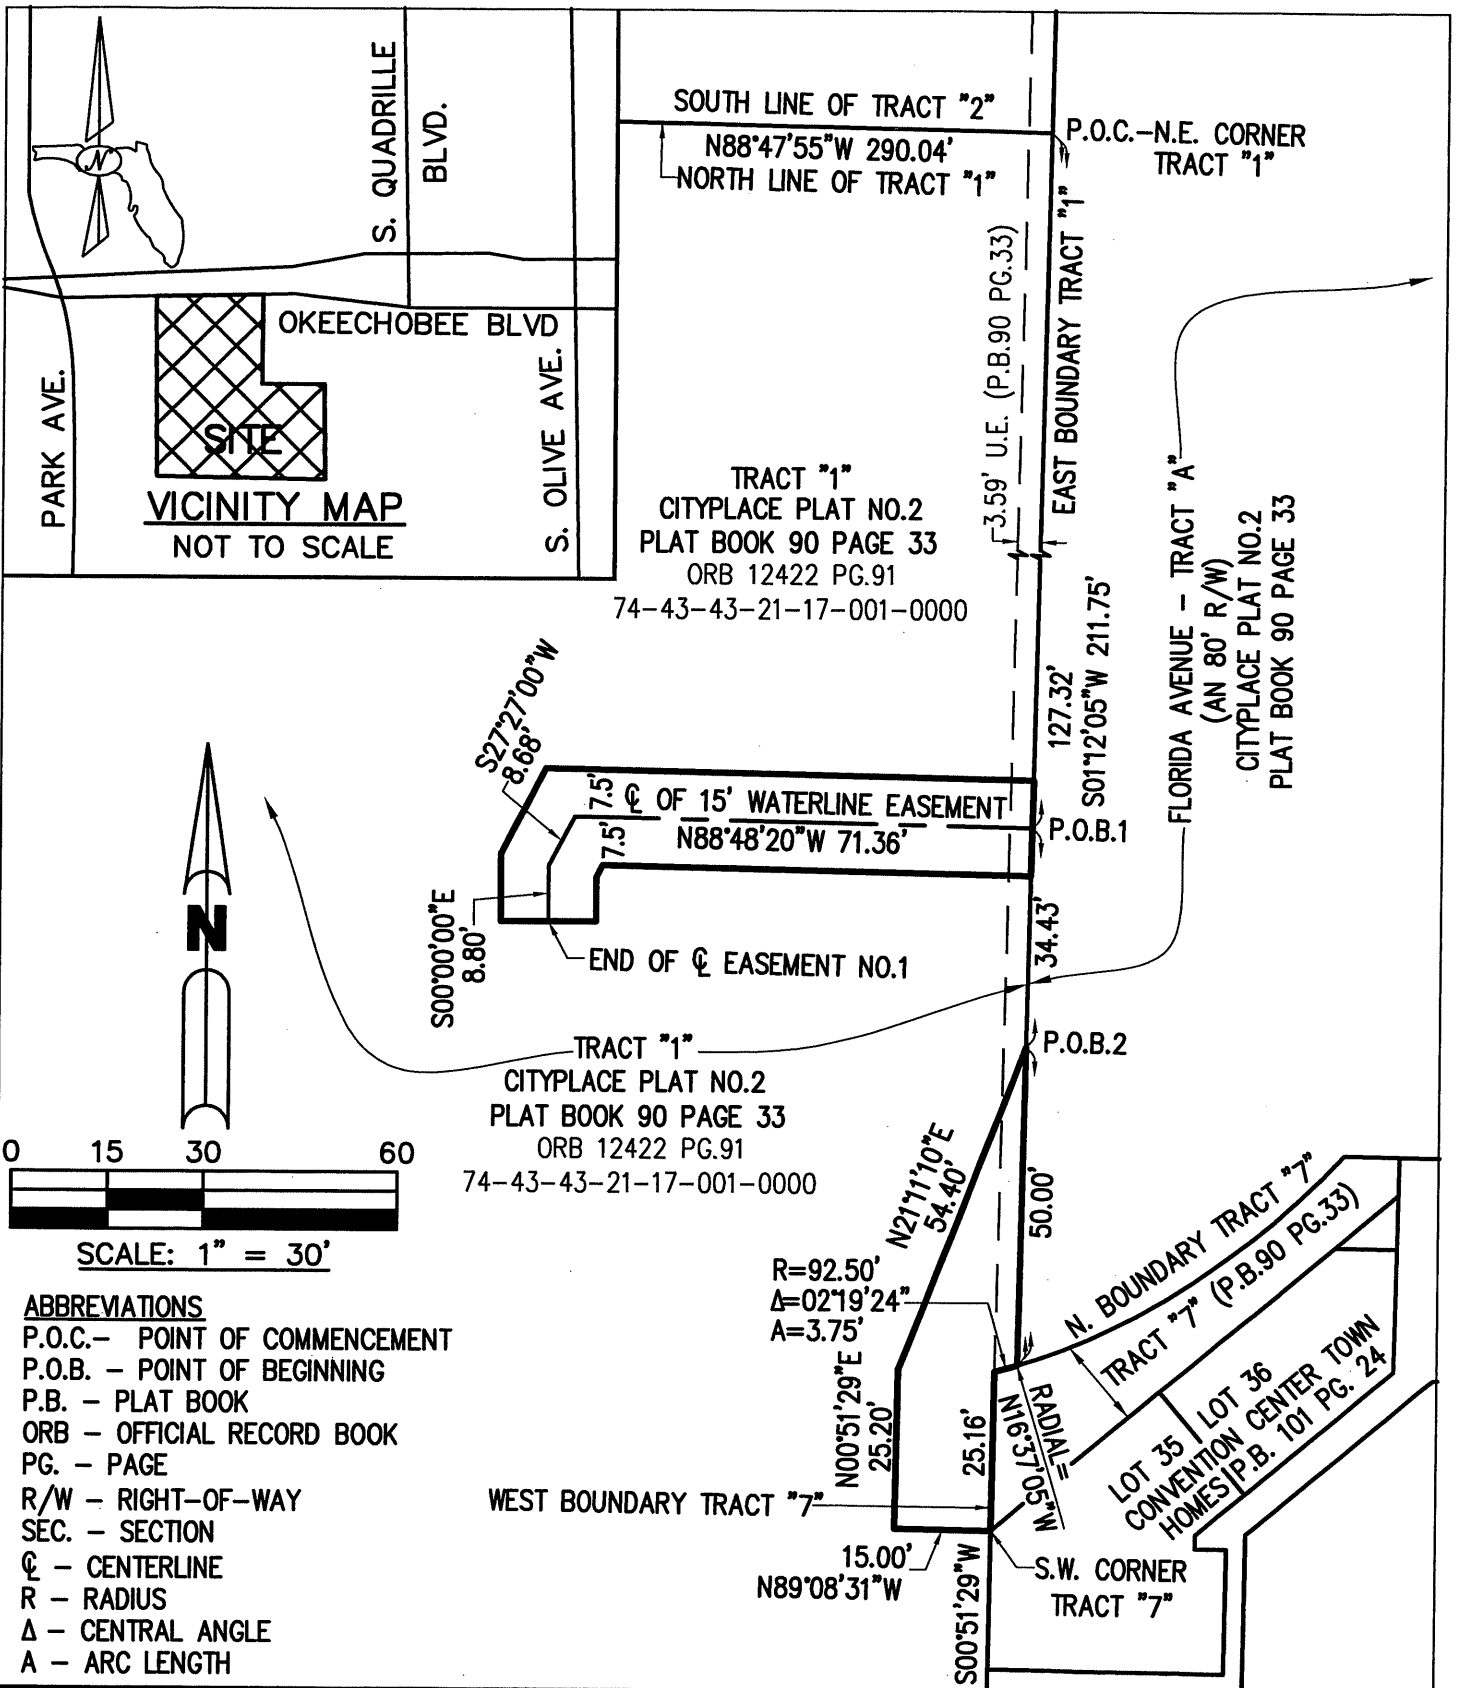 N
S. QUADRILLE
BLVD.
OKEECHOBEE BLVD
PARK AVE.
SITE
S. OLIVE AVE.
VICINITY MAP
NOT TO SCALE
SOUTH LINE OF TRACT "2"
N88°47'55"W 290.04'
NORTH LINE OF TRACT "1"
P.O.C.-N.E. CORNER
TRACT "1"
3.59' U.E. (P.B.90 PG.33)
EAST BOUNDARY TRACT "1"
TRACT "1"
CITYPLACE PLAT NO.2
PLAT BOOK 90 PAGE 33
ORB 12422 PG.91
74-43-43-21-17-001-0000
127.32'
S01°12'05"W 211.75'
FLORIDA AVENUE - TRACT "A"
(AN 80' R/W)
CITYPLACE PLAT NO.2
PLAT BOOK 90 PAGE 33
S27°27'00"W
8.68'
7.5'
℄ OF 15' WATERLINE EASEMENT
7.5'
N88°48'20"W 71.36'
P.O.B.1
S00°00'00"E
8.80'
END OF ℄ EASEMENT NO.1
34.43'
N
P.O.B.2
TRACT "1"
CITYPLACE PLAT NO.2
PLAT BOOK 90 PAGE 33
ORB 12422 PG.91
74-43-43-21-17-001-0000
0 15 30 60
SCALE: 1" = 30'
N21°11'10"E
54.40'
50.00'
R=92.50'
Δ=02°19'24"
A=3.75'
N. BOUNDARY TRACT "7"
TRACT "7" (P.B.90 PG.33)
N00°51'29"E
25.20'
25.16'
RADIAL=
N16°37'05"W
LOT 36
LOT 35
CONVENTION CENTER TOWN
HOMES P.B. 101 PG. 24
WEST BOUNDARY TRACT "7"
15.00'
N89°08'31"W
S00°51'29"W
S.W. CORNER
TRACT "7"
ABBREVIATIONS
P.O.C.- POINT OF COMMENCEMENT
P.O.B. - POINT OF BEGINNING
P.B. - PLAT BOOK
ORB - OFFICIAL RECORD BOOK
PG. - PAGE
R/W - RIGHT-OF-WAY
SEC. - SECTION
℄ - CENTERLINE
R - RADIUS
Δ - CENTRAL ANGLE
A - ARC LENGTH